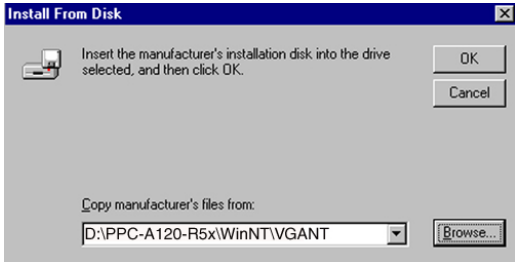 Install From Disk
Insert the manufacturer's installation disk into the drive
selected, and then click OK.
OK
Cancel
Copy manufacturer's files from:
D:\PPC-A120-R5x\WinNT\VGANT
Browse...